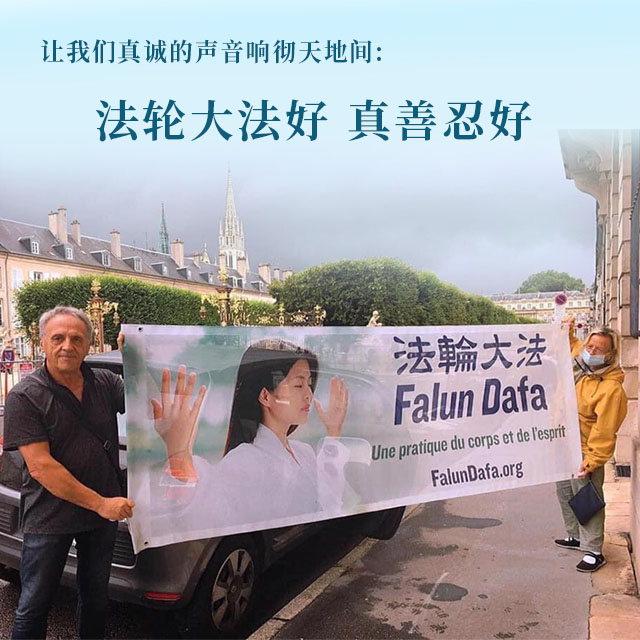 让我们真诚的声音响彻天地间:
法轮大法好 真善忍好
法輪大法
Falun Dafa
Une pratique du corps et de l'esprit
FalunDafa.org